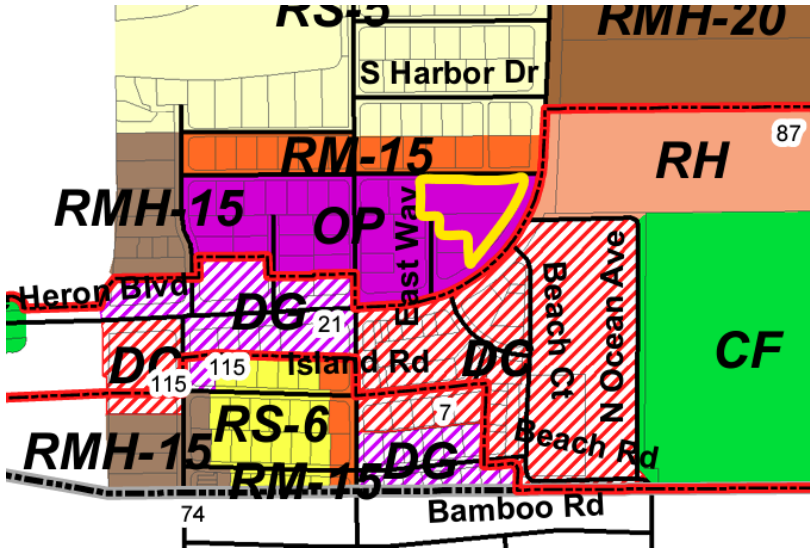 RS-5
RMH-20
S Harbor Dr
87
RM-15
RH
RMH-15
OP
East Way
Heron Blvd
DG
21
Beach Ct
N Ocean Ave
DG
115
115
Island Rd
DG
CF
RS-6
7
RMH-15
DG
Beach Rd
RM-15
74
Bamboo Rd